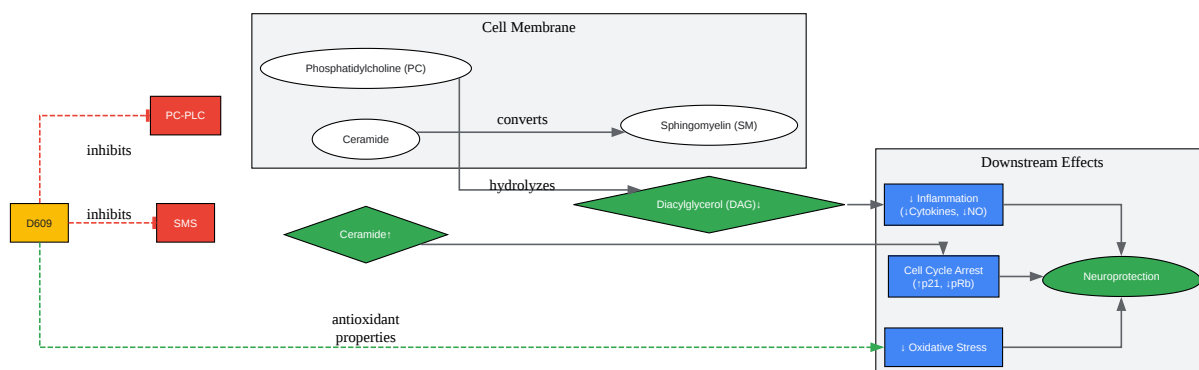 Cell Membrane
Phosphatidylcholine (PC)
PC-PLC
converts
Sphingomyelin (SM)
Ceramide
inhibits
Downstream Effects
hydrolyzes
↓ Inflammation
(↓Cytokines, ↓NO)
Diacylglycerol (DAG)↓
inhibits
D609
SMS
Ceramide↑
Cell Cycle Arrest
(↑p21, ↓pRb)
Neuroprotection
antioxidant
properties
↓ Oxidative Stress